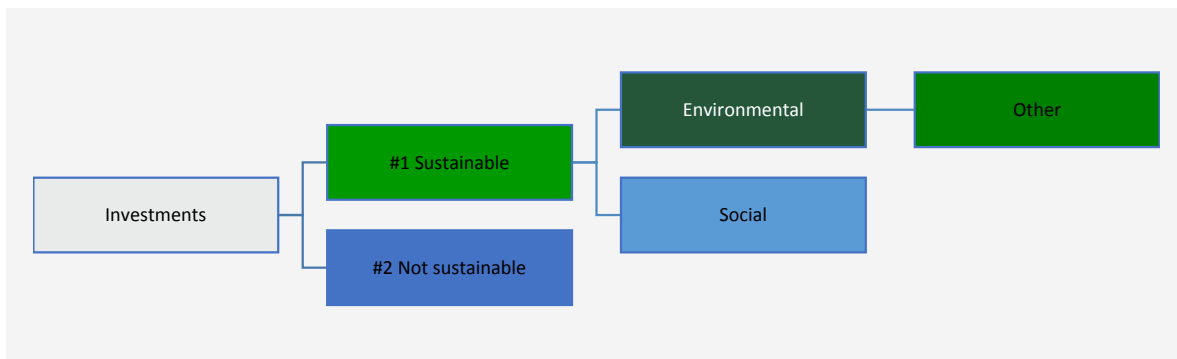 Environmental
Other
#1 Sustainable
Investments
Social
#2 Not sustainable